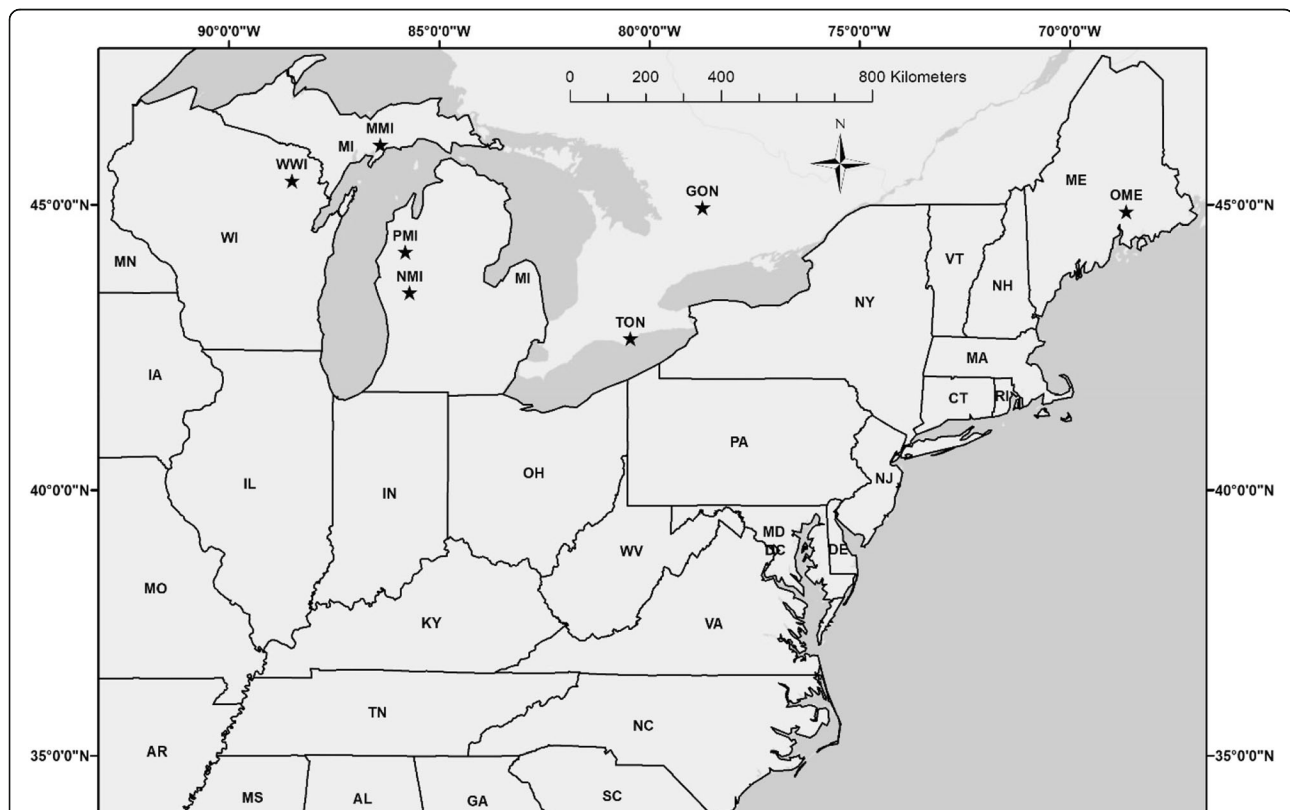 90°0'0"W 85°0'0"W 80°0'0"W 75°0'0"W 70°0'0"W
0 200 400 800 Kilometers
N
MMI
MI
WWI
GON
ME
OME
45°0'0"N 45°0'0"N
PMI
WI
VT
MN
NMI
MI
NH
NY
TON
MA
IA
CT RI
PA
OH
NJ
IL
IN
40°0'0"N 40°0'0"N
MD
WV
DC
DE
MO
KY
VA
TN
NC
AR
35°0'0"N 35°0'0"N
MS AL GA SC